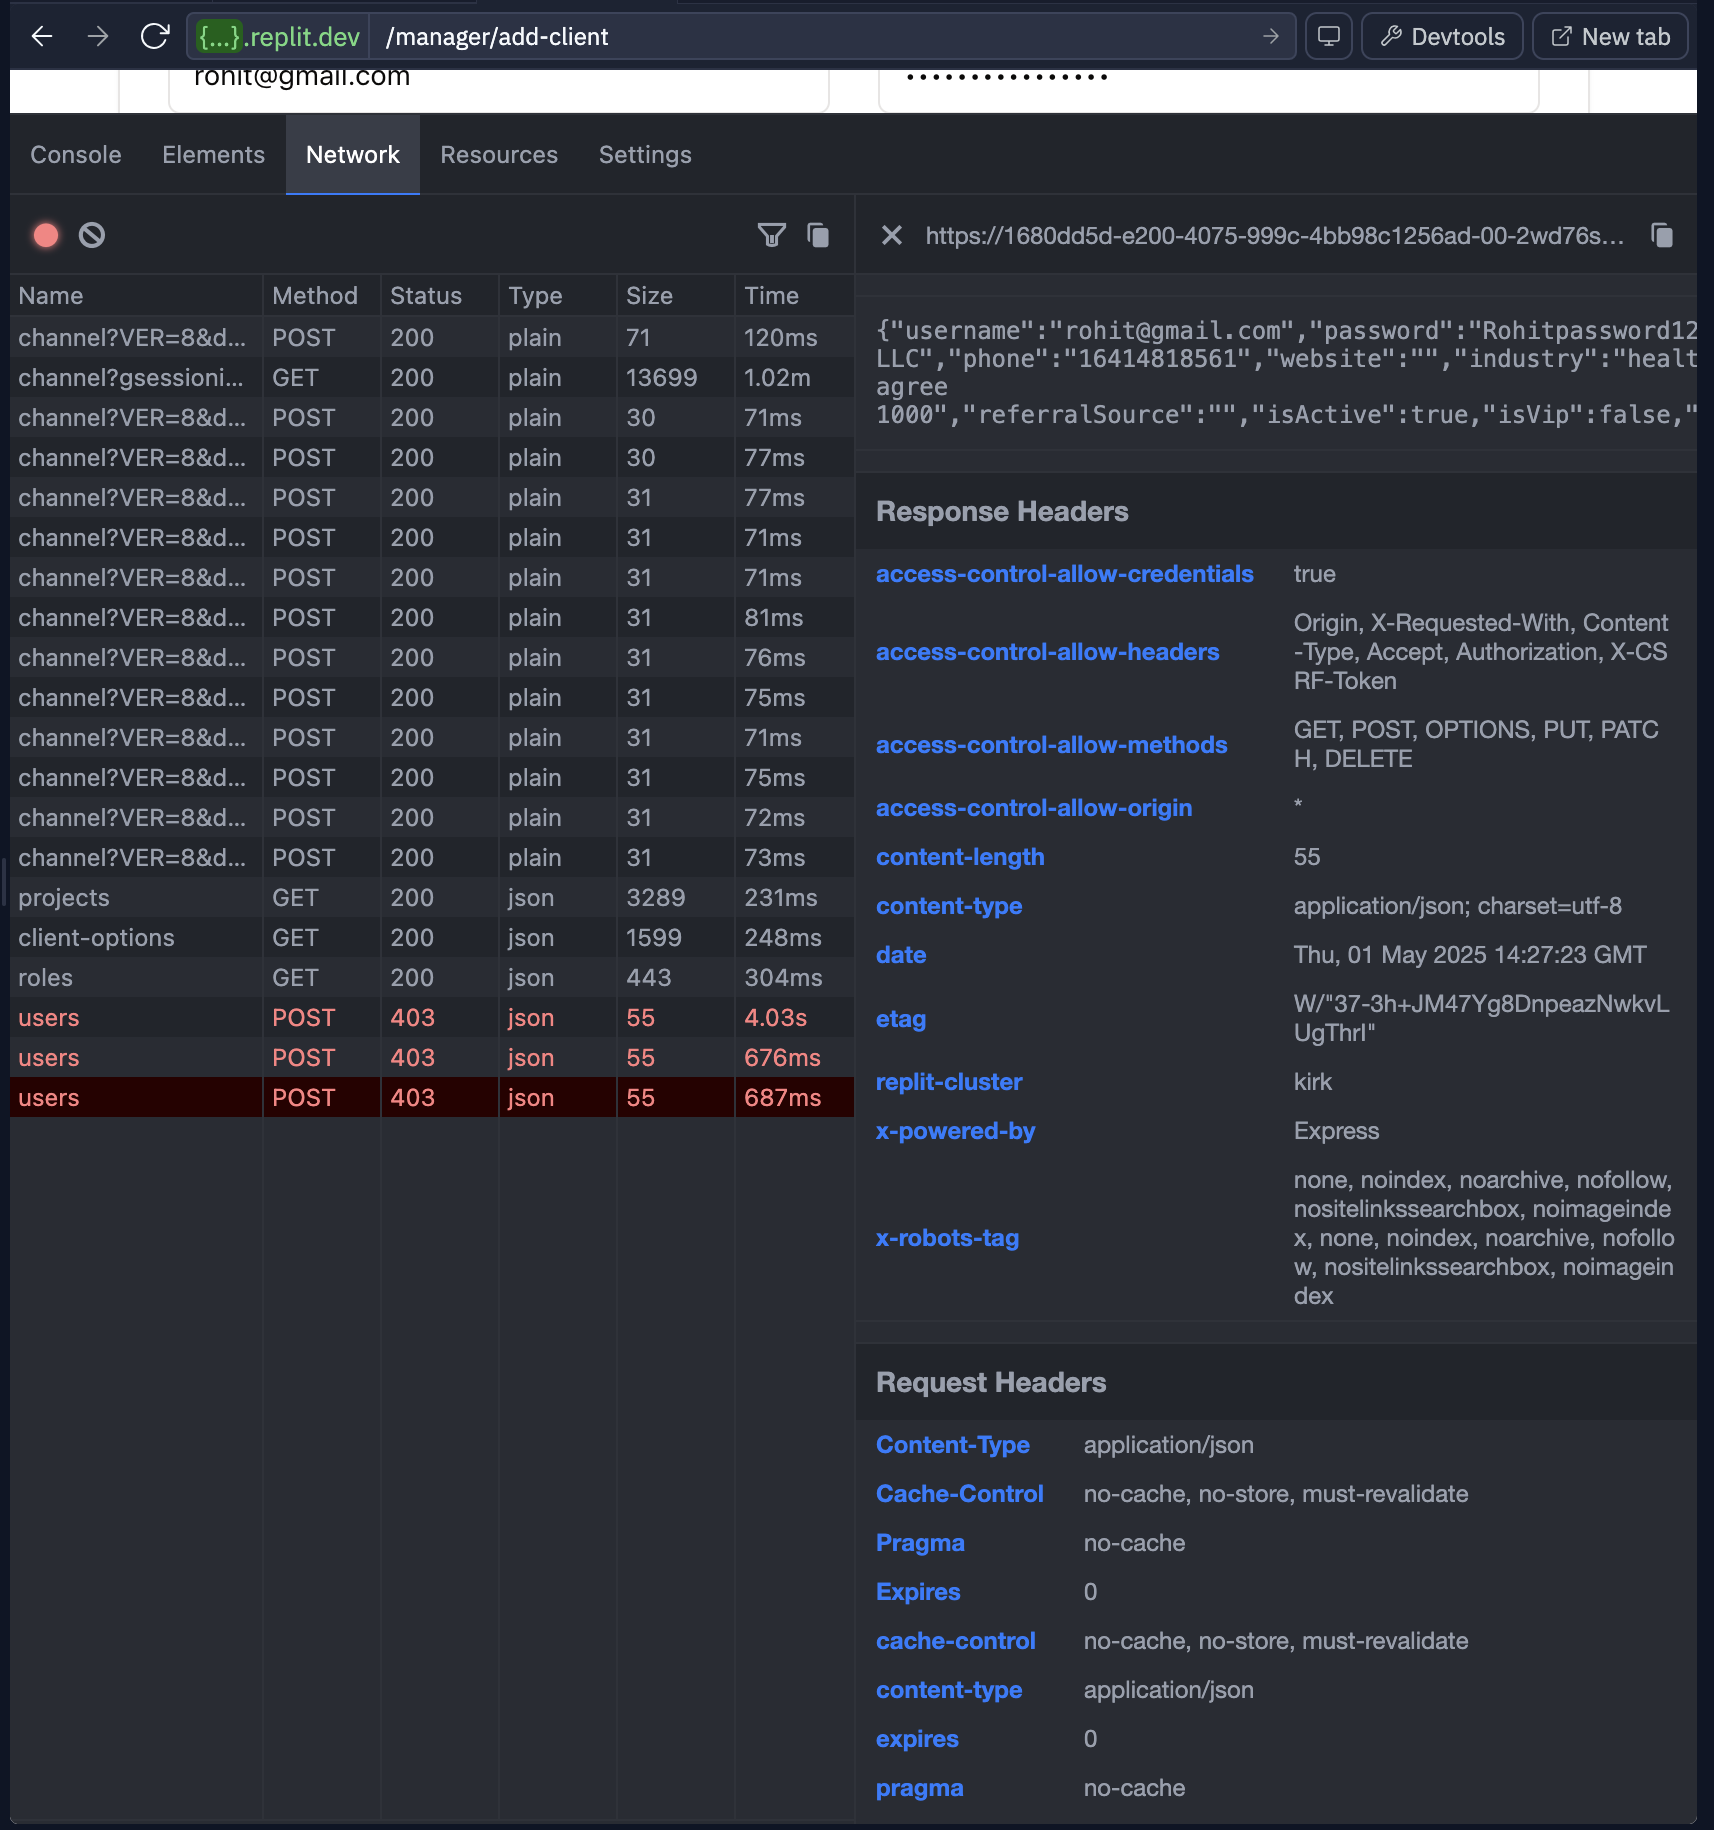 {...}.replit.dev /manager/add-client Devtools New tab
rohit@gmail.com ••••••••••••••••
Console Elements Network Resources Settings
https://1680dd5d-e200-4075-999c-4bb98c1256ad-00-2wd76s...
Name Method Status Type Size Time
channel?VER=8&d... POST 200 plain 71 120ms
channel?gsessioni... GET 200 plain 13699 1.02m
channel?VER=8&d... POST 200 plain 30 71ms
channel?VER=8&d... POST 200 plain 30 77ms
channel?VER=8&d... POST 200 plain 31 77ms
channel?VER=8&d... POST 200 plain 31 71ms
channel?VER=8&d... POST 200 plain 31 71ms
channel?VER=8&d... POST 200 plain 31 81ms
channel?VER=8&d... POST 200 plain 31 76ms
channel?VER=8&d... POST 200 plain 31 75ms
channel?VER=8&d... POST 200 plain 31 71ms
channel?VER=8&d... POST 200 plain 31 75ms
channel?VER=8&d... POST 200 plain 31 72ms
channel?VER=8&d... POST 200 plain 31 73ms
projects GET 200 json 3289 231ms
client-options GET 200 json 1599 248ms
roles GET 200 json 443 304ms
users POST 403 json 55 4.03s
users POST 403 json 55 676ms
users POST 403 json 55 687ms
{"username":"rohit@gmail.com","password":"Rohitpassword12
LLC","phone":"16414818561","website":"","industry":"healt
agree
1000","referralSource":"","isActive":true,"isVip":false,"
Response Headers
access-control-allow-credentials true
access-control-allow-headers Origin, X-Requested-With, Content
-Type, Accept, Authorization, X-CS
RF-Token
access-control-allow-methods GET, POST, OPTIONS, PUT, PATC
H, DELETE
access-control-allow-origin *
content-length 55
content-type application/json; charset=utf-8
date Thu, 01 May 2025 14:27:23 GMT
etag W/"37-3h+JM47Yg8DnpeazNwkvL
UgThrI"
replit-cluster kirk
x-powered-by Express
x-robots-tag none, noindex, noarchive, nofollow,
nositelinkssearchbox, noimageinde
x, none, noindex, noarchive, nofollo
w, nositelinkssearchbox, noimagein
dex
Request Headers
Content-Type application/json
Cache-Control no-cache, no-store, must-revalidate
Pragma no-cache
Expires 0
cache-control no-cache, no-store, must-revalidate
content-type application/json
expires 0
pragma no-cache